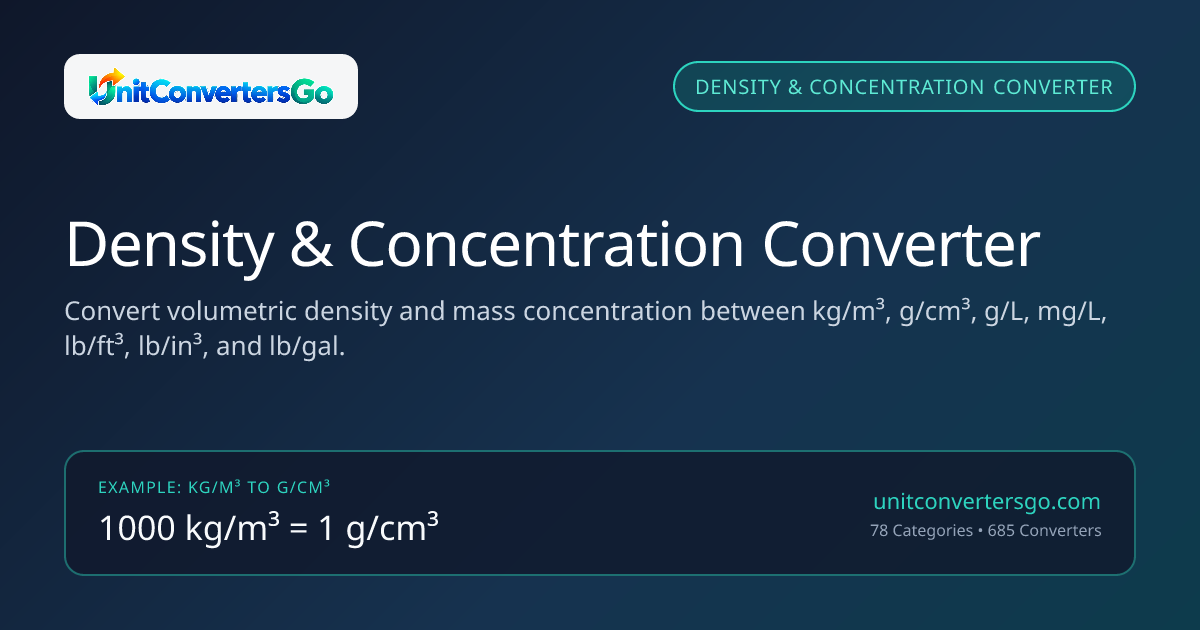 UnitConvertersGo
DENSITY & CONCENTRATION CONVERTER
Density & Concentration Converter
Convert volumetric density and mass concentration between kg/m³, g/cm³, g/L, mg/L,
lb/ft³, lb/in³, and lb/gal.
EXAMPLE: KG/M³ TO G/CM³
1000 kg/m³ = 1 g/cm³
unitconvertersgo.com
78 Categories • 685 Converters